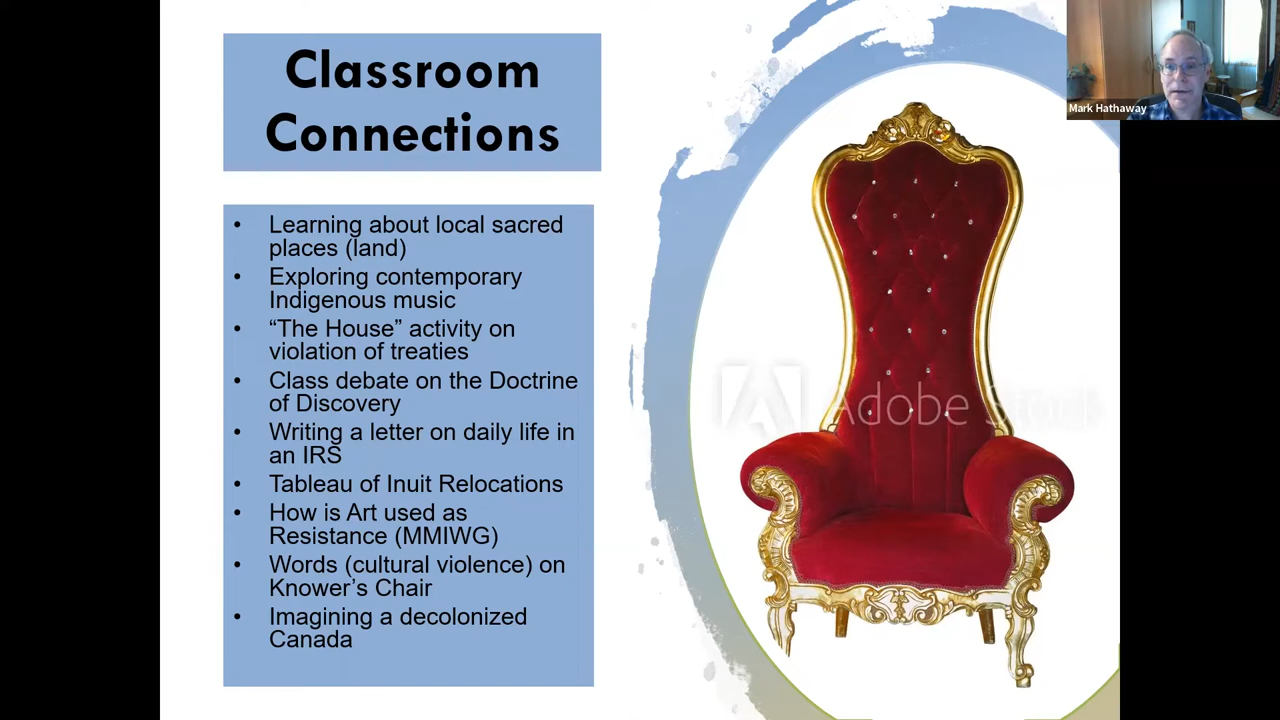 Classroom
Connections
• Learning about local sacred
places (land)
• Exploring contemporary
Indigenous music
• “The House” activity on
violation of treaties
• Class debate on the Doctrine
of Discovery
• Writing a letter on daily life in
an IRS
• Tableau of Inuit Relocations
• How is Art used as
Resistance (MMIWG)
• Words (cultural violence) on
Knower’s Chair
• Imagining a decolonized
Canada
Adobe Stock
Mark Hathaway